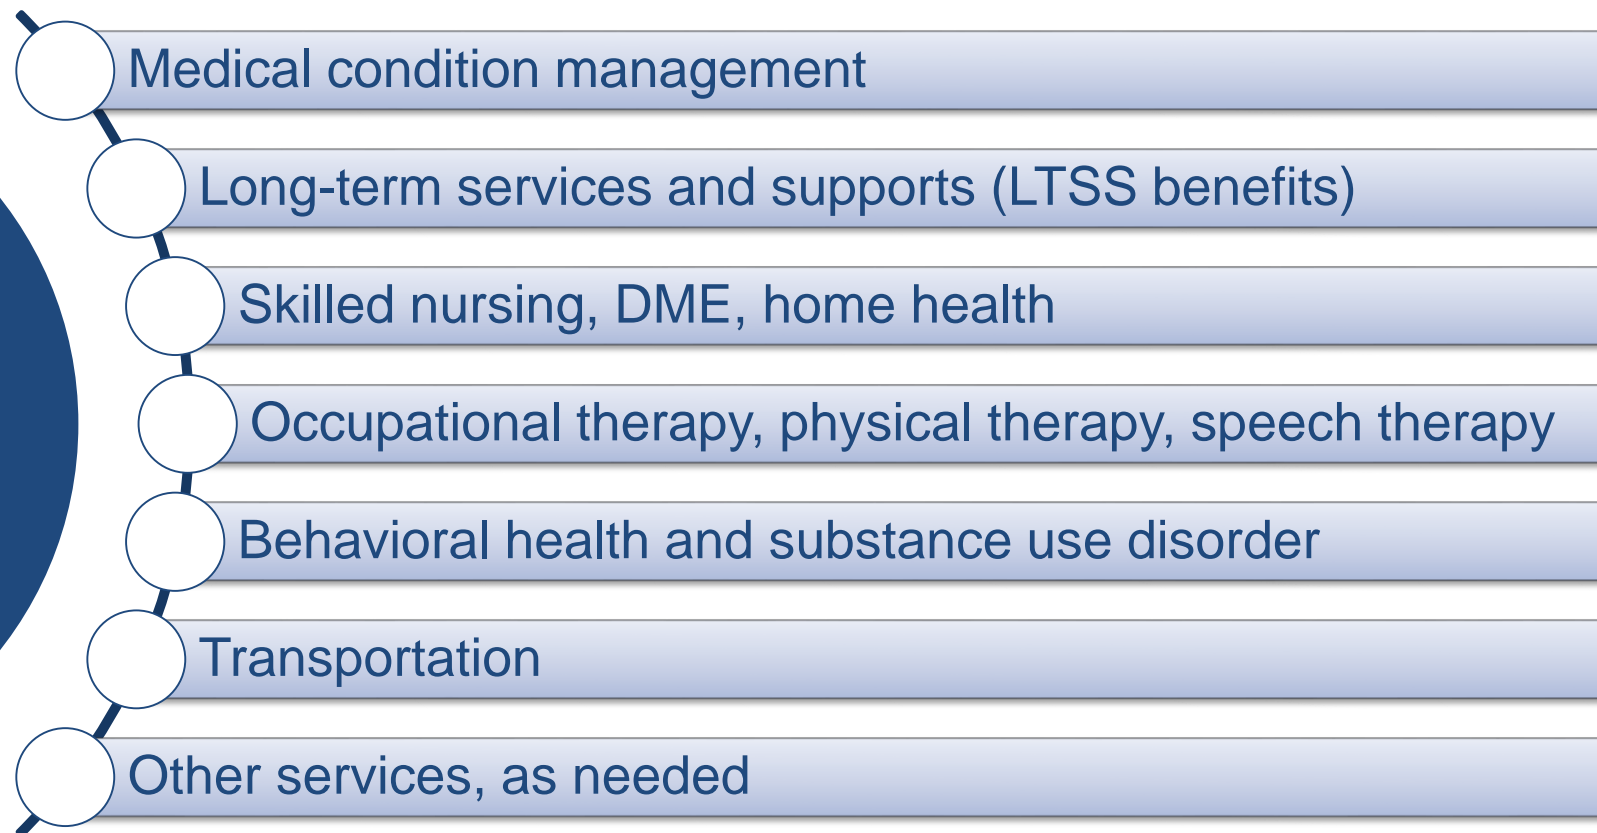 Medical condition management
Long-term services and supports (LTSS benefits)
Skilled nursing, DME, home health
Occupational therapy, physical therapy, speech therapy
Behavioral health and substance use disorder
Transportation
Other services, as needed